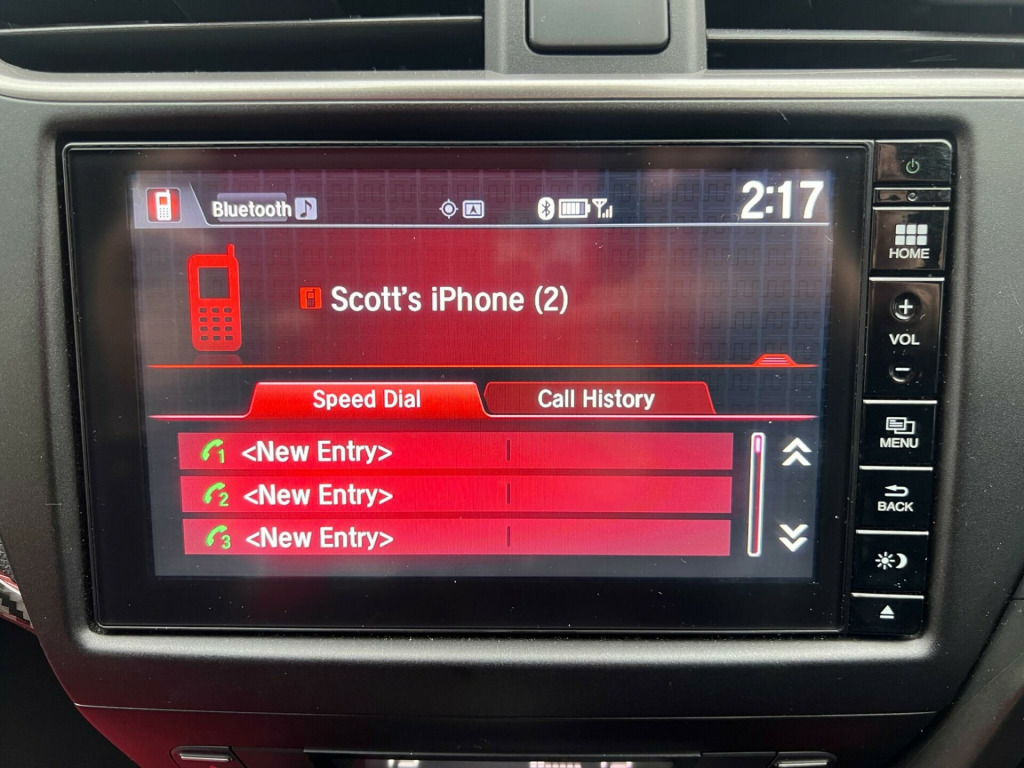 Bluetooth
2:17
Scott's iPhone (2)
Speed Dial
Call History
1 <New Entry>
2 <New Entry>
3 <New Entry>
HOME
+
VOL
−
MENU
BACK